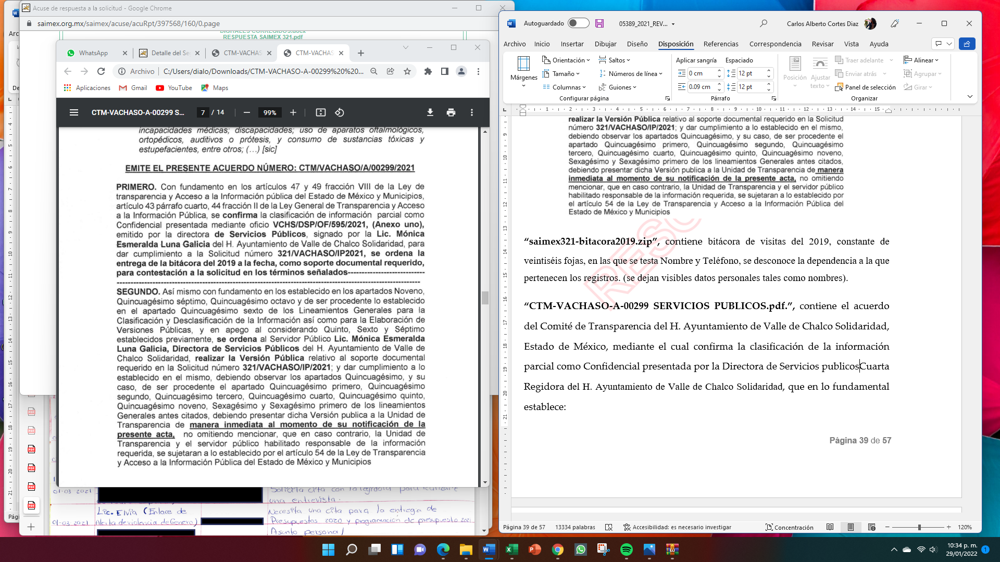 Acuse de respuesta a la solicitud - Google Chrome
saimex.org.mx/saimex/acuse/acuRpt/397568/160/0.page
DIGITALES CORREGIDOS.docx
RESPUESTA SAIMEX 321.pdf
WhatsApp
Detalle del Se
CTM-VACHAS
CTM-VACHAS
Archivo
C:/Users/dialo/Downloads/CTM-VACHASO-A-00299%20%20...
Aplicaciones
Gmail
YouTube
Maps
CTM-VACHASO-A-00299 S...
7 / 14
99%
incapacidades médicas; discapacidades; uso de aparatos oftalmológicos,
ortopédicos, auditivos o prótesis, y consumo de sustancias tóxicas y
estupefacientes, entre otros; (…) [sic]
EMITE EL PRESENTE ACUERDO NÚMERO: CTM/VACHASO/A/00299/2021
PRIMERO. Con fundamento en los artículos 47 y 49 fracción VIII de la Ley de
transparencia y Acceso a la Información pública del Estado de México y Municipios,
artículo 43 párrafo cuarto, 44 fracción II de la Ley General de Transparencia y Acceso
a la Información Pública, se confirma la clasificación de información parcial como
Confidencial presentada mediante oficio VCHS/DSP/OF/595/2021, (Anexo uno),
emitido por la directora de Servicios Públicos, signado por la Lic. Mónica
Esmeralda Luna Galicia del H. Ayuntamiento de Valle de Chalco Solidaridad, para
dar cumplimiento a la Solicitud número 321/VACHASO/IP2021, se ordena la
entrega de la bitácora del 2019 a la fecha, como soporte documental requerido,
para contestación a la solicitud en los términos señalados----------------------------
---------------------------------------------------------------------------------------------------------------
SEGUNDO. Así mismo con fundamento en los establecido en los apartados Noveno,
Quincuagésimo séptimo, Quincuagésimo octavo y de ser procedente lo establecido
en el apartado Quincuagésimo sexto de los Lineamientos Generales para la
Clasificación y Desclasificación de la Información así como para la Elaboración de
Versiones Públicas, y en apego al considerando Quinto, Sexto y Séptimo
establecidos previamente, se ordena al Servidor Público Lic. Mónica Esmeralda
Luna Galicia, Directora de Servicios Públicos del H. Ayuntamiento de Valle de
Chalco Solidaridad, realizar la Versión Pública relativo al soporte documental
requerido en la Solicitud número 321/VACHASO/IP/2021; y dar cumplimiento a lo
establecido en el mismo, debiendo observar los apartados Quincuagésimo, y su
caso, de ser procedente el apartado Quincuagésimo primero, Quincuagésimo
segundo, Quincuagésimo tercero, Quincuagésimo cuarto, Quincuagésimo quinto,
Quincuagésimo noveno, Sexagésimo y Sexagésimo primero de los lineamientos
Generales antes citados, debiendo presentar dicha Versión publica a la Unidad de
Transparencia de manera inmediata al momento de su notificación de la
presente acta, no omitiendo mencionar, que en caso contrario, la Unidad de
Transparencia y el servidor público habilitado responsable de la información
requerida, se sujetaran a lo establecido por el artículo 54 de la Ley de Transparencia
y Acceso a la Información Pública del Estado de México y Municipios
01-03 2021
Solicita cita con la regidora para realizarle
una entrevista.
01-03 2021
Lic. Elvia (Enlace de
Alerta de violencia de Genero)
Necesita una cita para la entrega de
Presupuestos 2020 y programación de presupuesto 2021
Asunto personal
Autoguardado
05389_2021_REV...
Carlos Alberto Cortes Diaz
Archivo
Inicio
Insertar
Dibujar
Diseño
Disposición
Referencias
Correspondencia
Revisar
Vista
Ayuda
Márgenes
Orientación
Tamaño
Columnas
Saltos
Números de línea
Guiones
Configurar página
Aplicar sangría
0 cm
0.09 cm
Espaciado
12 pt
12 pt
Párrafo
Posición
Ajustar texto
Traer adelante
Enviar atrás
Panel de selección
Alinear
Agrupar
Girar
Organizar
realizar la Versión Pública relativo al soporte documental requerido en la Solicitud
número 321/VACHASO/IP/2021; y dar cumplimiento a lo establecido en el mismo,
debiendo observar los apartados Quincuagésimo, y su caso, de ser procedente el
apartado Quincuagésimo primero, Quincuagésimo segundo, Quincuagésimo
tercero, Quincuagésimo cuarto, Quincuagésimo quinto, Quincuagésimo noveno,
Sexagésimo y Sexagésimo primero de los lineamientos Generales antes citados,
debiendo presentar dicha Versión publica a la Unidad de Transparencia de manera
inmediata al momento de su notificación de la presente acta, no omitiendo
mencionar, que en caso contrario, la Unidad de Transparencia y el servidor público
habilitado responsable de la información requerida, se sujetaran a lo establecido por
el artículo 54 de la Ley de Transparencia y Acceso a la Información Pública del
Estado de México y Municipios
“saimex321-bitacora2019.zip”, contiene bitácora de visitas del 2019, constante de
veintiséis fojas, en las que se testa Nombre y Teléfono, se desconoce la dependencia a la que
pertenecen los registros. (se dejan visibles datos personales tales como nombres).
“CTM-VACHASO-A-00299 SERVICIOS PUBLICOS.pdf.”, contiene el acuerdo
del Comité de Transparencia del H. Ayuntamiento de Valle de Chalco Solidaridad,
Estado de México, mediante el cual confirma la clasificación de la información
parcial como Confidencial presentada por la Directora de Servicios publicosCuarta
Regidora del H. Ayuntamiento de Valle de Chalco Solidaridad, que en lo fundamental
establece:
Página 39 de 57
Página 39 de 57
13334 palabras
Accesibilidad: es necesario investigar
Concentración
120%
10:34 p. m.
29/01/2022